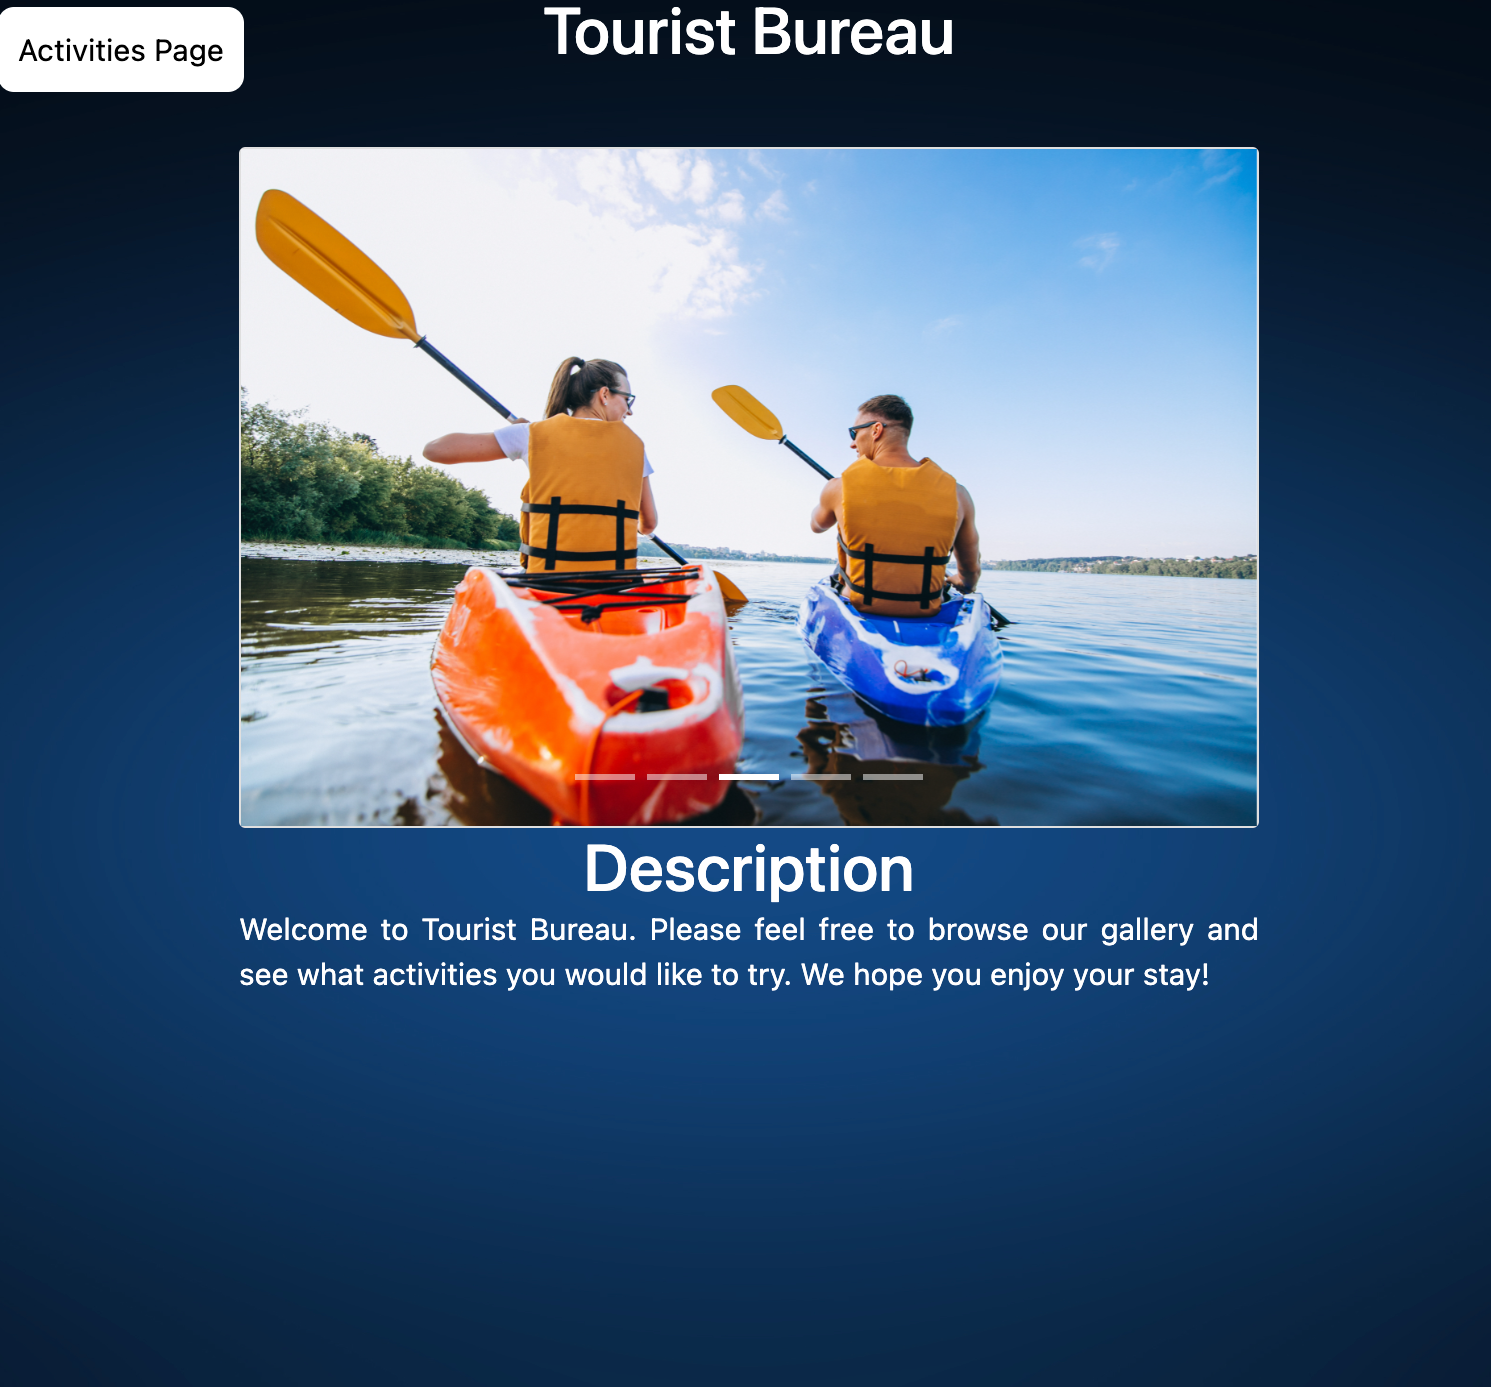 Tourist Bureau
Activities Page
Description
Welcome to Tourist Bureau. Please feel free to browse our gallery and
see what activities you would like to try. We hope you enjoy your stay!